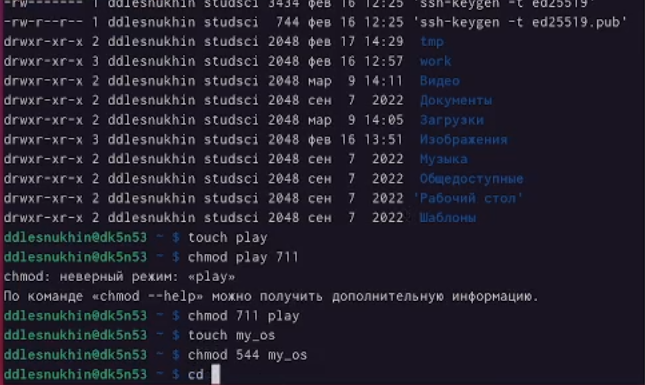 -rw------- 1 ddlesnukhin studsci 3434 фев 16 12:25 'ssh-keygen -t ed25519'
-rw-r--r-- 1 ddlesnukhin studsci  744 фев 16 12:25 'ssh-keygen -t ed25519.pub'
drwxr-xr-x 2 ddlesnukhin studsci 2048 фев 17 14:29 tmp
drwxr-xr-x 3 ddlesnukhin studsci 2048 фев 16 12:57 work
drwxr-xr-x 2 ddlesnukhin studsci 2048 мар  9 14:11 Видео
drwxr-xr-x 2 ddlesnukhin studsci 2048 сен  7  2022 Документы
drwxr-xr-x 2 ddlesnukhin studsci 2048 мар  9 14:05 Загрузки
drwxr-xr-x 3 ddlesnukhin studsci 2048 фев 16 13:51 Изображения
drwxr-xr-x 2 ddlesnukhin studsci 2048 сен  7  2022 Музыка
drwxr-xr-x 2 ddlesnukhin studsci 2048 сен  7  2022 Общедоступные
drwxr-xr-x 2 ddlesnukhin studsci 2048 сен  7  2022 'Рабочий стол'
drwxr-xr-x 2 ddlesnukhin studsci 2048 сен  7  2022 Шаблоны
ddlesnukhin@dk5n53 ~ $ touch play
ddlesnukhin@dk5n53 ~ $ chmod play 711
chmod: неверный режим: «play»
По команде «chmod --help» можно получить дополнительную информацию.
ddlesnukhin@dk5n53 ~ $ chmod 711 play
ddlesnukhin@dk5n53 ~ $ touch my_os
ddlesnukhin@dk5n53 ~ $ chmod 544 my_os
ddlesnukhin@dk5n53 ~ $ cd